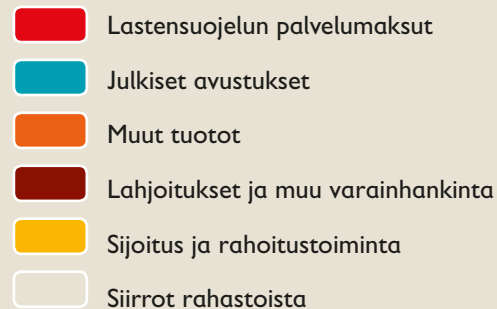 Lastensuojelun palvelumaksut
Julkiset avustukset
Muut tuotot
Lahjoitukset ja muu varainhankinta
Sijoitus ja rahoitustoiminta
Siirrot rahastoista